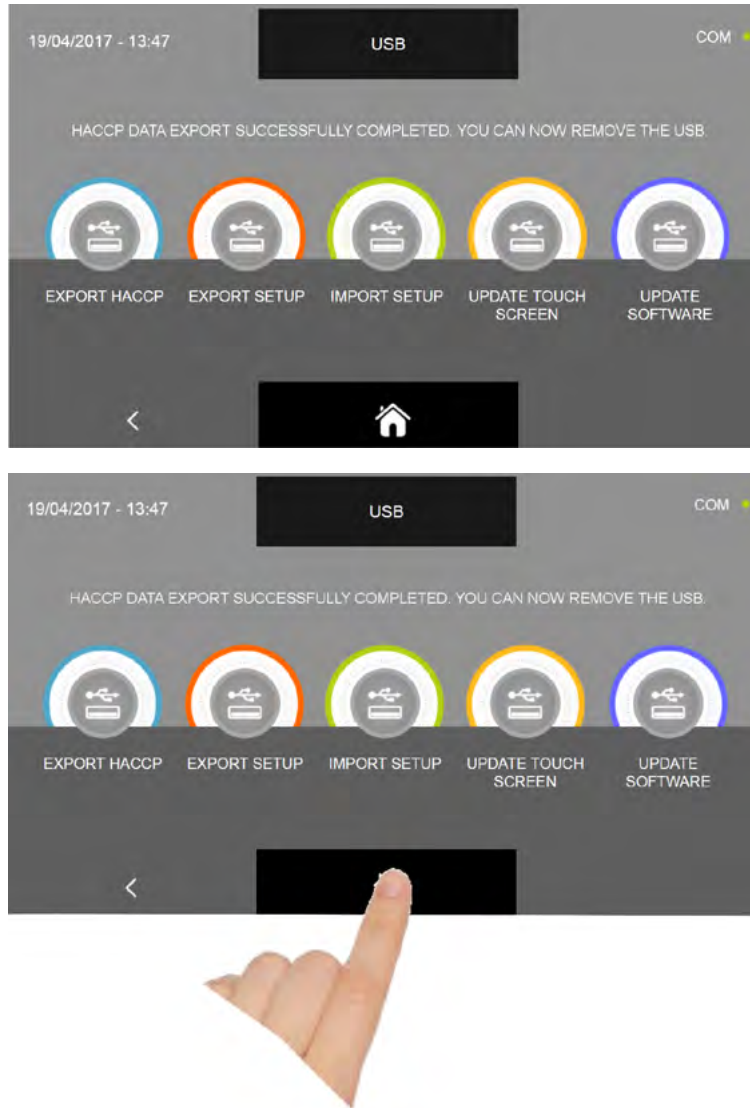 19/04/2017 - 13:47
USB
COM
HACCP DATA EXPORT SUCCESSFULLY COMPLETED. YOU CAN NOW REMOVE THE USB.
EXPORT HACCP
EXPORT SETUP
IMPORT SETUP
UPDATE TOUCH
SCREEN
UPDATE
SOFTWARE
19/04/2017 - 13:47
USB
COM
HACCP DATA EXPORT SUCCESSFULLY COMPLETED. YOU CAN NOW REMOVE THE USB.
EXPORT HACCP
EXPORT SETUP
IMPORT SETUP
UPDATE TOUCH
SCREEN
UPDATE
SOFTWARE